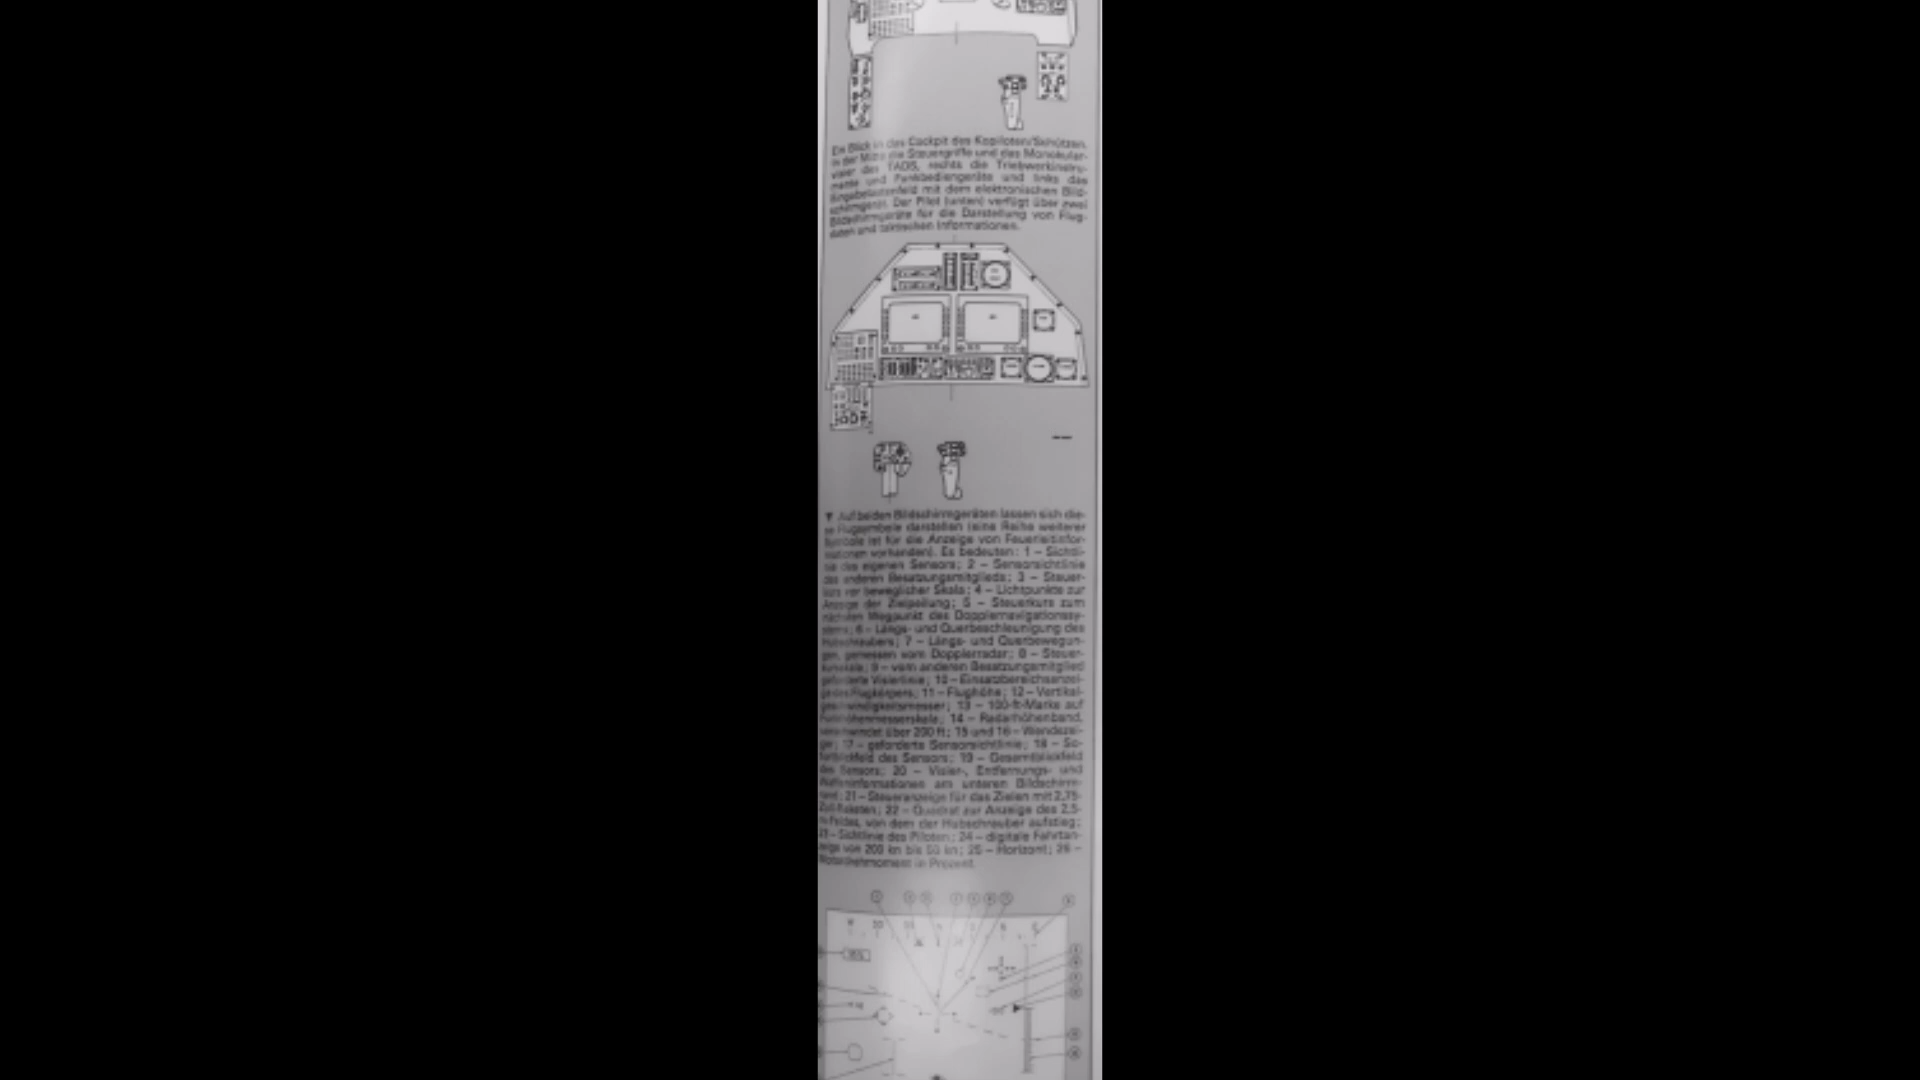 Ein Blick in das Cockpit des Kopiloten/Schützen.
In der Mitte die Steuergriffe und das Monokular-
visier des TADS, rechts die Triebwerkinstru-
mente und Funkbediengeräte und links das
Eingabetastenfeld mit dem elektronischen Bild-
schirmgerät. Der Pilot (unten) verfügt über zwei
Bildschirmgeräte für die Darstellung von Flug-
daten und taktischen Informationen.
▼ Auf beiden Bildschirmgeräten lassen sich die-
se Flugsymbole darstellen (eine Reihe weiterer
Symbole ist für die Anzeige von Feuerleitinfor-
mationen vorhanden). Es bedeuten: 1 – Sichtli-
nie des eigenen Sensors; 2 – Sensorsichtlinie
des anderen Besatzungsmitglieds; 3 – Steuer-
kurs vor beweglicher Skala; 4 – Lichtpunkte zur
Anzeige der Zielpeilung; 5 – Steuerkurs zum
nächsten Wegpunkt des Dopplernavigationssy-
stems; 6 – Längs- und Querbeschleunigung des
Hubschraubers; 7 – Längs- und Querbewegun-
gen, gemessen vom Dopplerradar; 8 – Steuer-
kursskala; 9 – vom anderen Besatzungsmitglied
geforderte Visierlinie; 10 – Einsatzbereichsanzei-
ge des Flugkörpers; 11 – Flughöhe; 12 – Vertikal-
geschwindigkeitsmesser; 13 – 100-ft-Marke auf
14 – Radarhöhenband,
verschwindet über 200 ft; 15 und 16 – Wendezei-
ger; 17 – geforderte Sensorsichtlinie; 18 – So-
fortblickfeld des Sensors; 19 – Gesamtblickfeld
des Sensors; 20 – Visier-, Entfernungs- und
Waffeninformationen am unteren Bildschirm-
rand; 21 – Steueranzeige für das Zielen mit 2,75-
Zoll-Raketen; 22 – Quadrat zur Anzeige des 2,5-
m-Feldes, von dem der Hubschrauber aufstieg;
23 – Sichtlinie des Piloten; 24 – digitale Fahrtan-
zeige von 200 kn bis 50 kn; 25 – Horizont; 26 –
Motordrehmoment in Prozent.